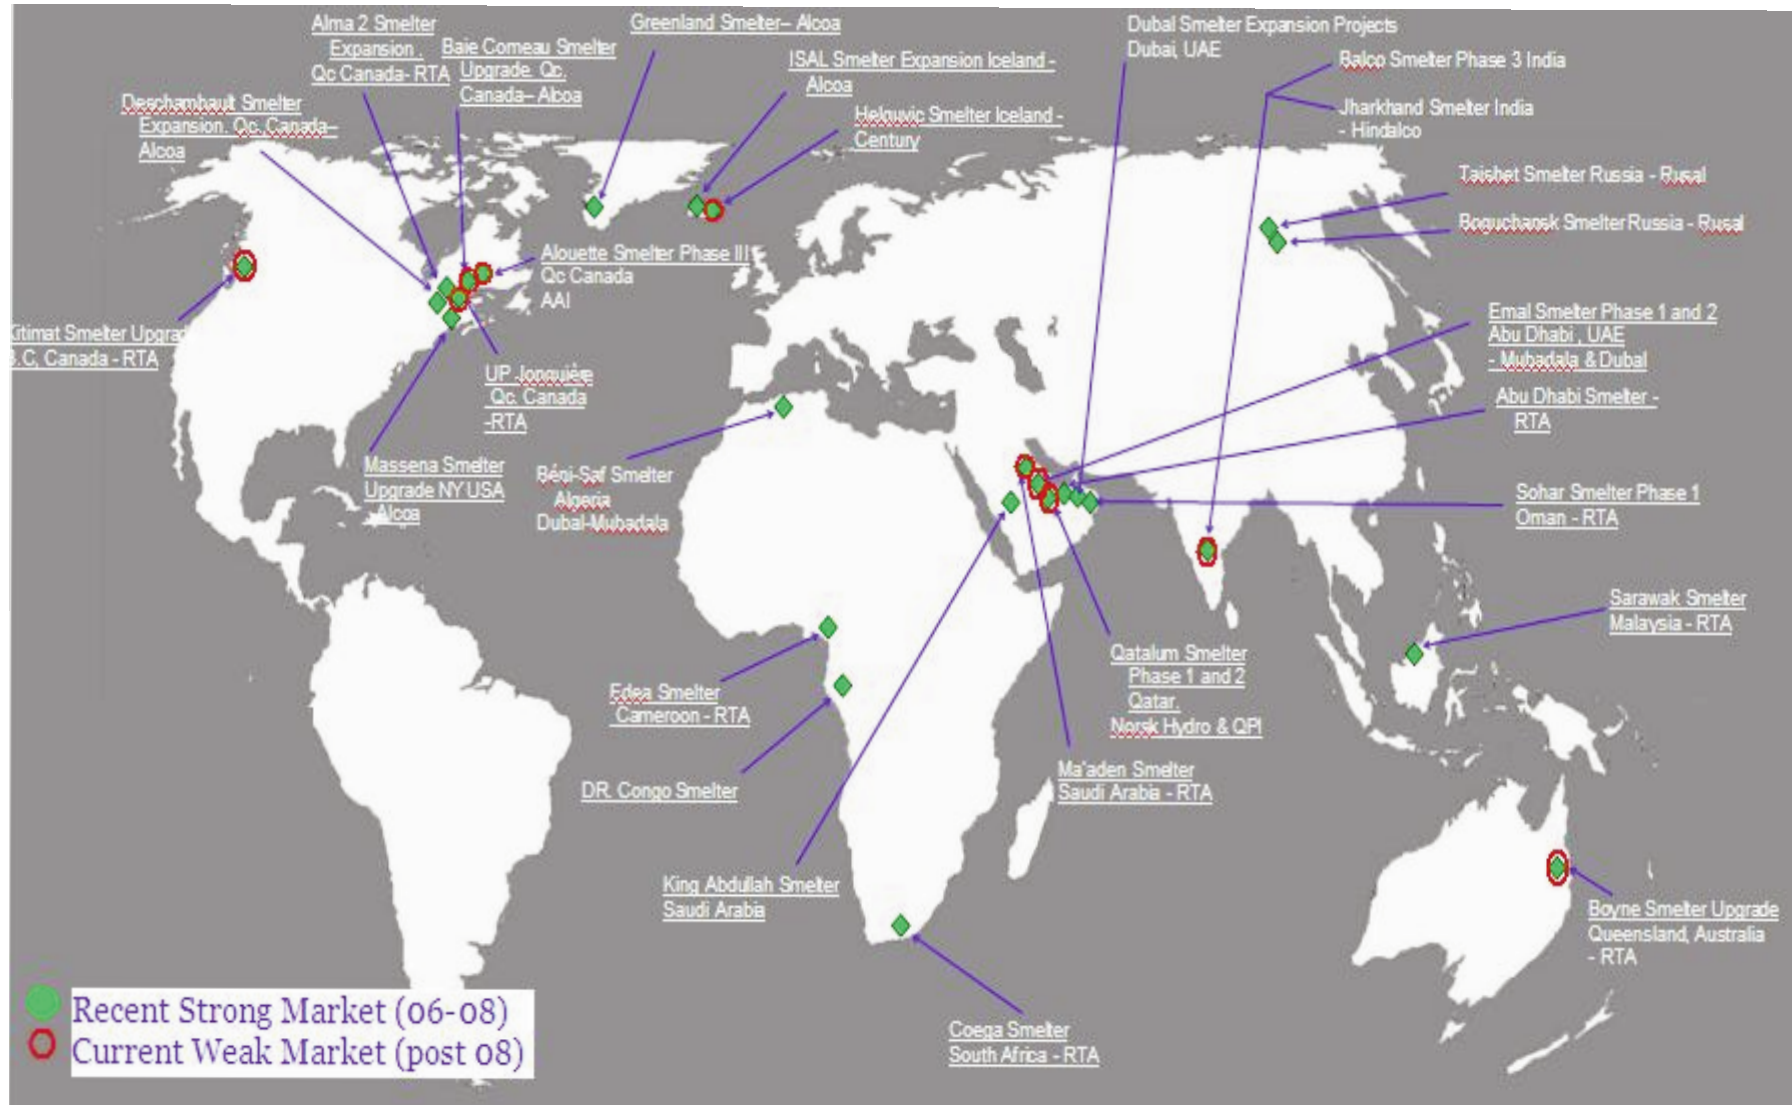 Alma 2 Smelter
Expansion .
Qc Canada- RTA
Baie Comeau Smelter
Upgrade. Qc.
Canada– Alcoa
Greenland Smelter– Alcoa
ISAL Smelter Expansion Iceland -
Alcoa
Dubal Smelter Expansion Projects
Dubai, UAE
Balco Smelter Phase 3 India
Jharkhand Smelter India
- Hindalco
Deschambault Smelter
Expansion. Qc. Canada–
Alcoa
Helguvic Smelter Iceland -
Century
Taishet Smelter Russia - Rusal
Boguchansk Smelter Russia - Rusal
Alouette Smelter Phase III
Qc Canada
AAI
Kitimat Smelter Upgrad
B.C, Canada - RTA
UP Jonquière
Qc. Canada
-RTA
Emal Smelter Phase 1 and 2
Abu Dhabi , UAE
- Mubadala & Dubal
Abu Dhabi Smelter -
RTA
Massena Smelter
Upgrade NY USA
Alcoa
Béni-Saf Smelter
Algeria
Dubal-Mubadala
Sohar Smelter Phase 1
Oman - RTA
Sarawak Smelter
Malaysia - RTA
Qatalum Smelter
Phase 1 and 2
Qatar.
Norsk Hydro & QPI
Edea Smelter
Cameroon - RTA
DR. Congo Smelter
Ma'aden Smelter
Saudi Arabia - RTA
King Abdullah Smelter
Saudi Arabia
Boyne Smelter Upgrade
Queensland, Australia
- RTA
Coega Smelter
South Africa - RTA
Recent Strong Market (06-08)
Current Weak Market (post 08)